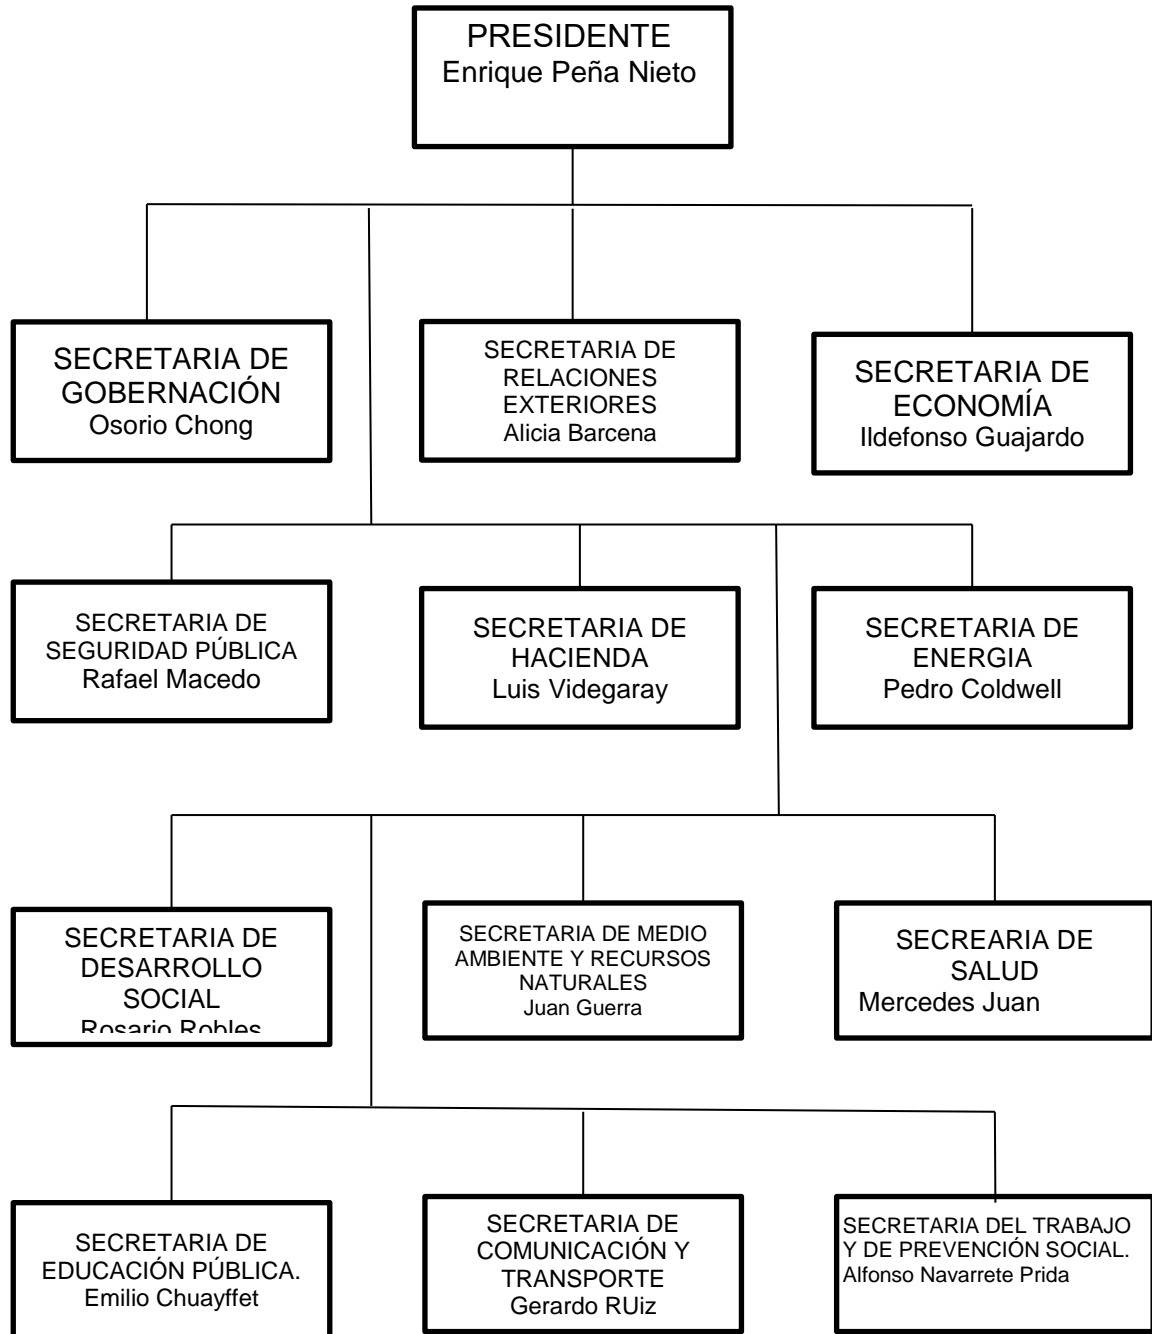 PRESIDENTE
Enrique Peña Nieto
SECRETARIA DE
GOBERNACIÓN
Osorio Chong
SECRETARIA DE
RELACIONES
EXTERIORES
Alicia Barcena
SECRETARIA DE
ECONOMÍA
Ildefonso Guajardo
SECRETARIA DE
SEGURIDAD PÚBLICA
Rafael Macedo
SECRETARIA DE
HACIENDA
Luis Videgaray
SECRETARIA DE
ENERGIA
Pedro Coldwell
SECRETARIA DE
DESARROLLO
SOCIAL
Rosario Robles
SECRETARIA DE MEDIO
AMBIENTE Y RECURSOS
NATURALES
Juan Guerra
SECREARIA DE
SALUD
Mercedes Juan
SECRETARIA DE
EDUCACIÓN PÚBLICA.
Emilio Chuayffet
SECRETARIA DE
COMUNICACIÓN Y
TRANSPORTE
Gerardo RUiz
SECRETARIA DEL TRABAJO
Y DE PREVENCIÓN SOCIAL.
Alfonso Navarrete Prida